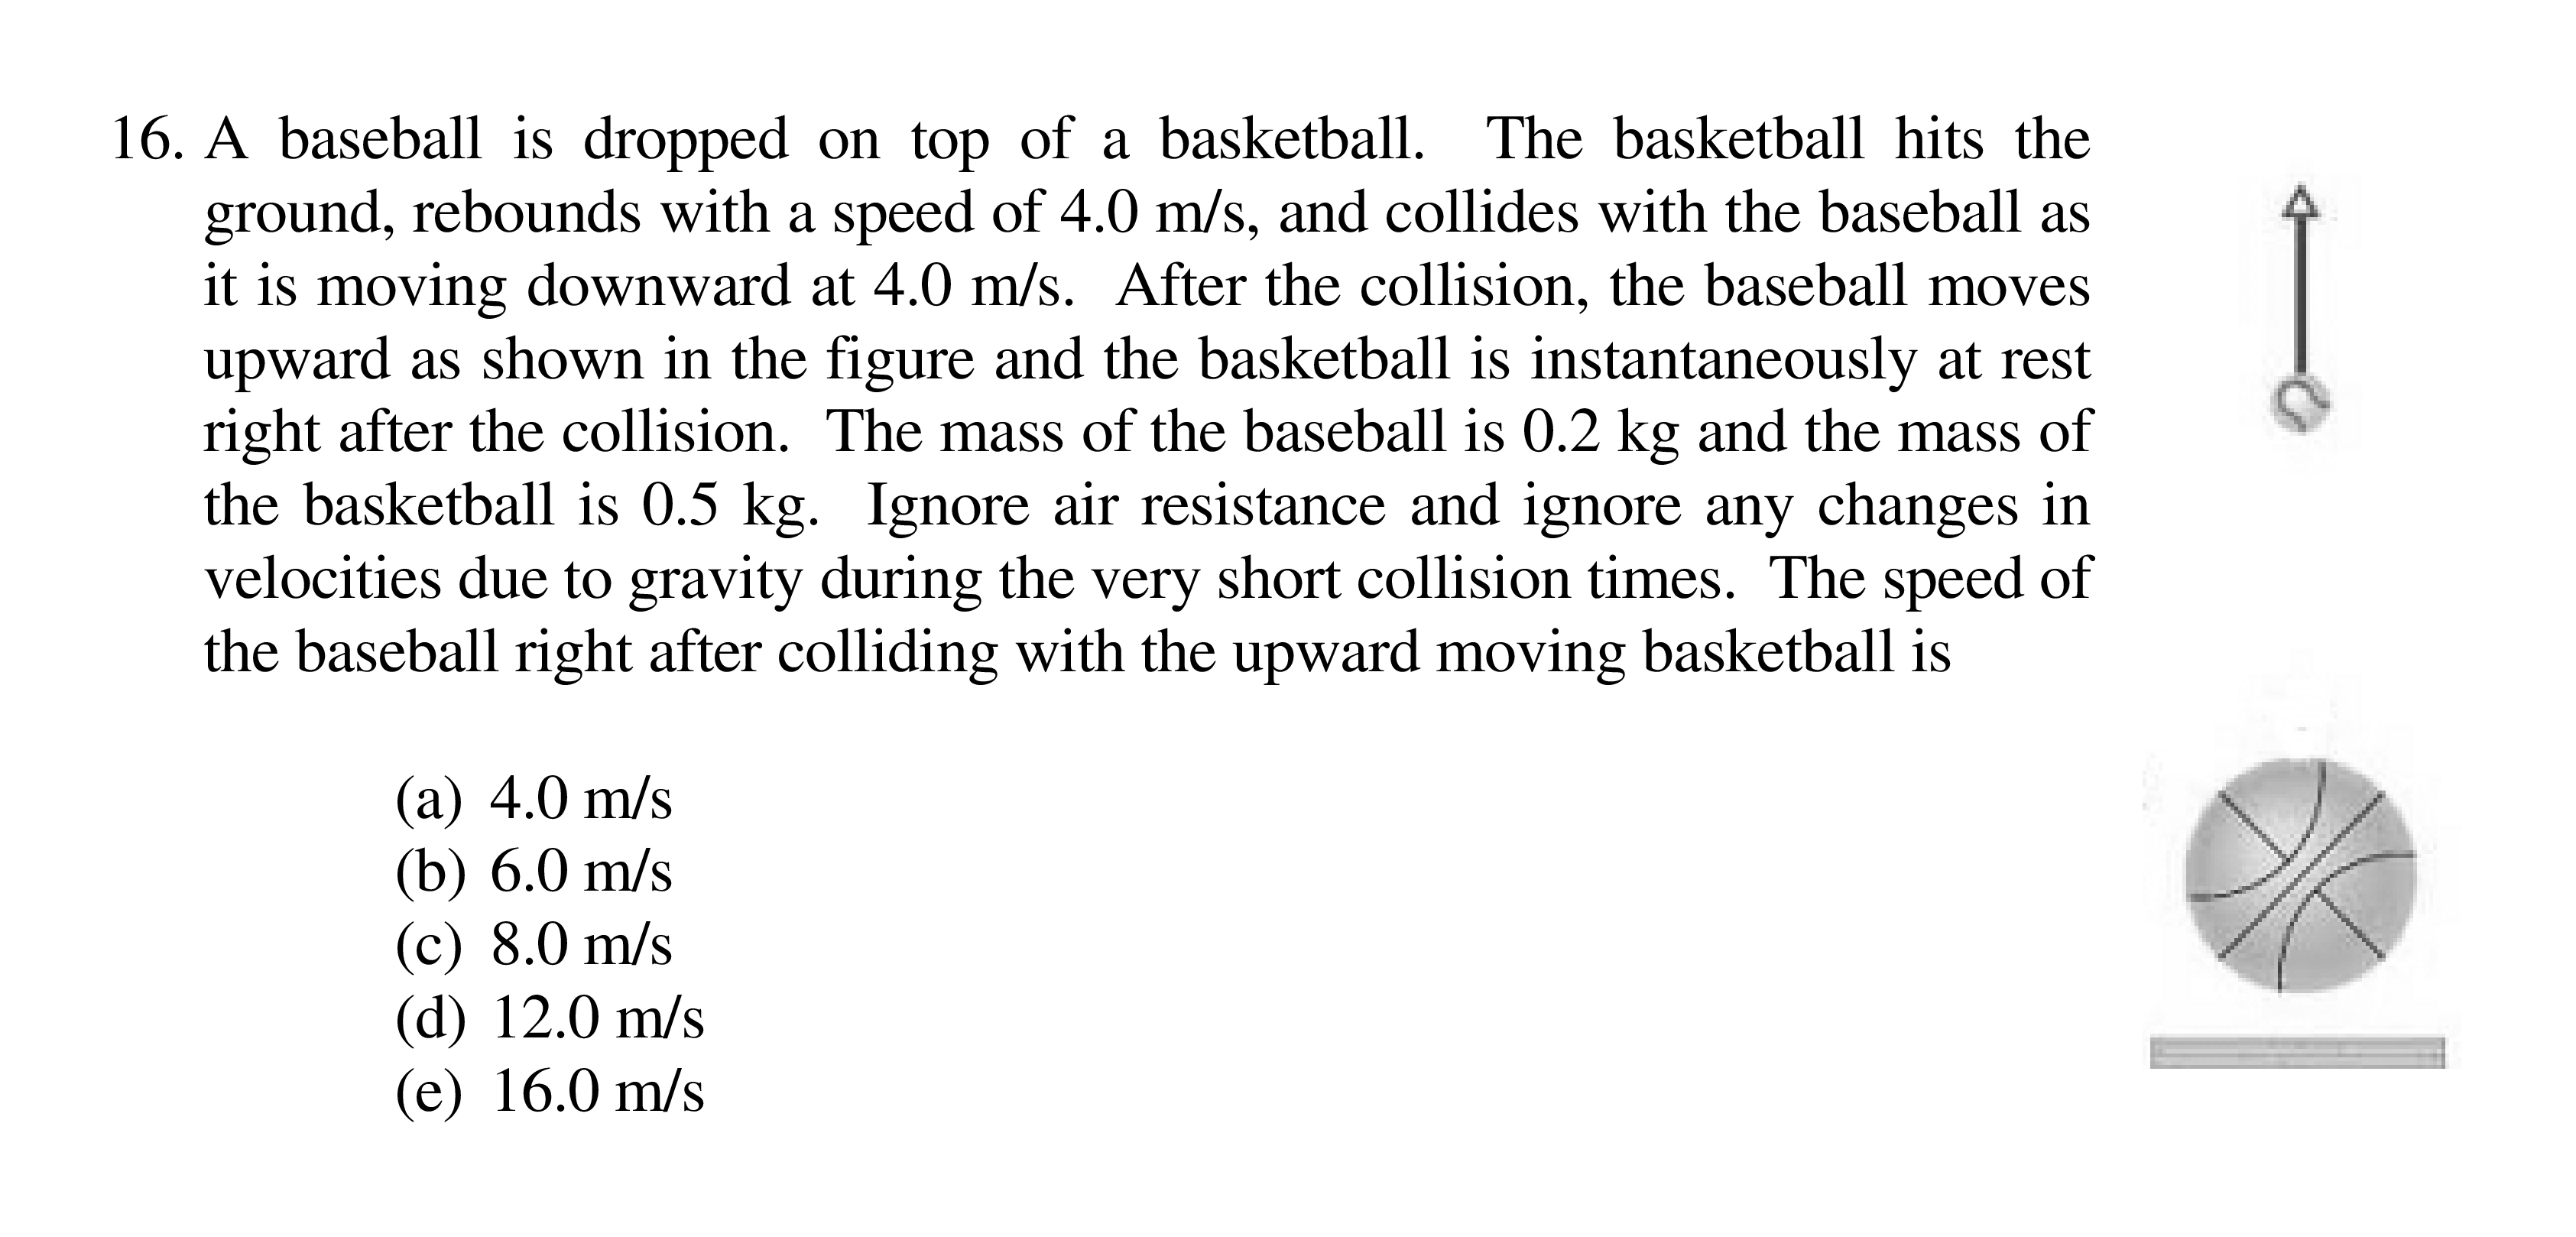 16. A baseball is dropped on top of a basketball. The basketball hits the
ground, rebounds with a speed of 4.0 m/s, and collides with the baseball as
it is moving downward at 4.0 m/s. After the collision, the baseball moves
upward as shown in the figure and the basketball is instantaneously at rest
right after the collision. The mass of the baseball is 0.2 kg and the mass of
the basketball is 0.5 kg. Ignore air resistance and ignore any changes in
velocities due to gravity during the very short collision times. The speed of
the baseball right after colliding with the upward moving basketball is
(a) 4.0 m/s
(b) 6.0 m/s
(c) 8.0 m/s
(d) 12.0 m/s
(e) 16.0 m/s